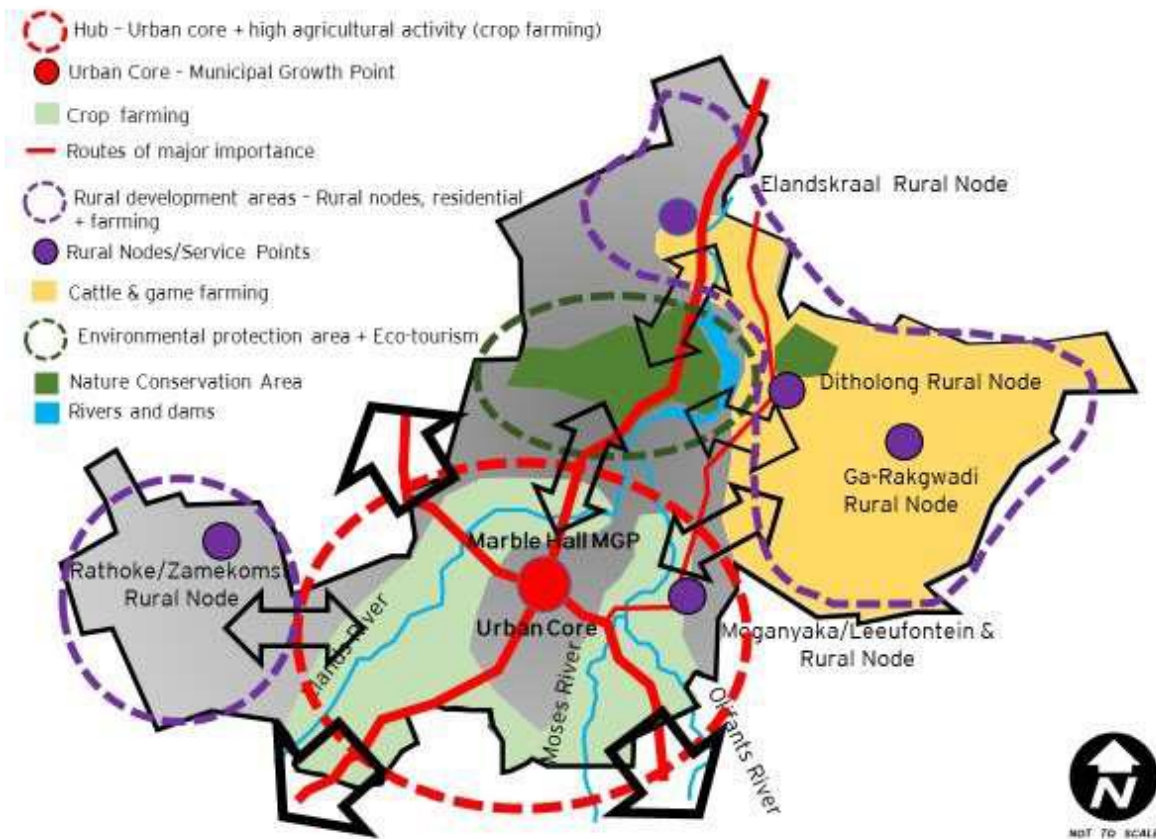 Hub - Urban core + high agricultural activity (crop farming)
Urban Core - Municipal Growth Point
Crop farming
Routes of major importance
Rural development areas - Rural nodes, residential
+ farming
Rural Nodes/Service Points
Cattle & game farming
Environmental protection area + Eco-tourism
Nature Conservation Area
Rivers and dams
Elandskraal Rural Node
Ditholong Rural Node
Ga-Rakgwadi
Rural Node
Marble Hall MGP
Urban Core
Rathoke/Zamekomst
Rural Node
Moganyaka/Leeufontein &
Rural Node
Elands River
Moses River
Olifants River
N
NOT TO SCALE